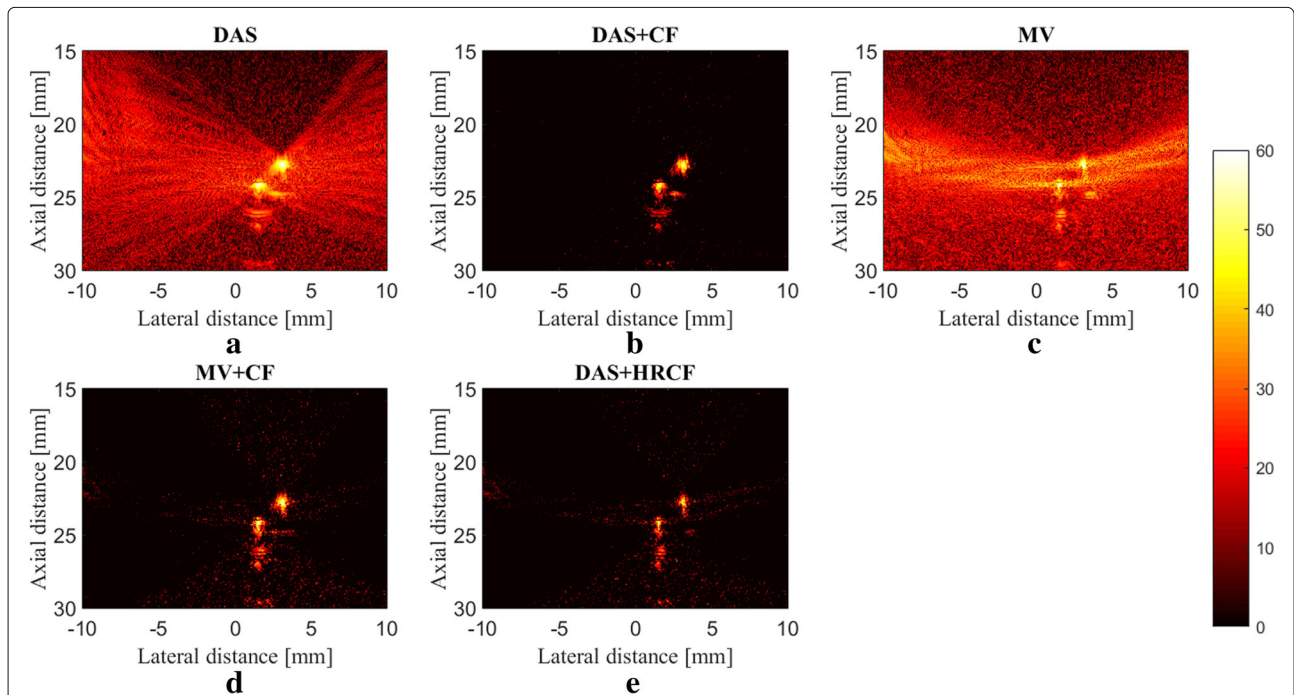 DAS
DAS+CF
MV
15
20
25
30
Axial distance [mm]
-10 -5 0 5 10
Lateral distance [mm]
a
15
20
25
30
Axial distance [mm]
-10 -5 0 5 10
Lateral distance [mm]
b
15
20
25
30
Axial distance [mm]
-10 -5 0 5 10
Lateral distance [mm]
c
60
50
40
30
20
10
0
MV+CF
DAS+HRCF
15
20
25
30
Axial distance [mm]
-10 -5 0 5 10
Lateral distance [mm]
d
15
20
25
30
Axial distance [mm]
-10 -5 0 5 10
Lateral distance [mm]
e